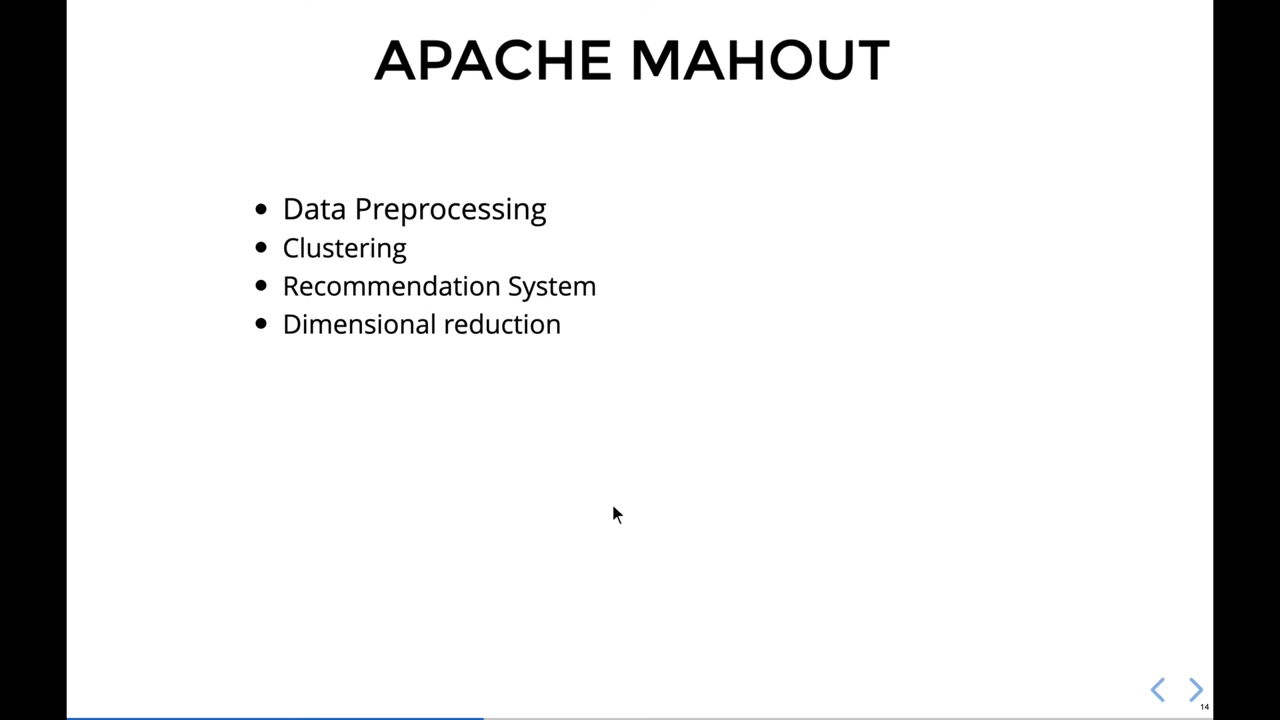 APACHE MAHOUT
Data Preprocessing
Clustering
Recommendation System
Dimensional reduction
14